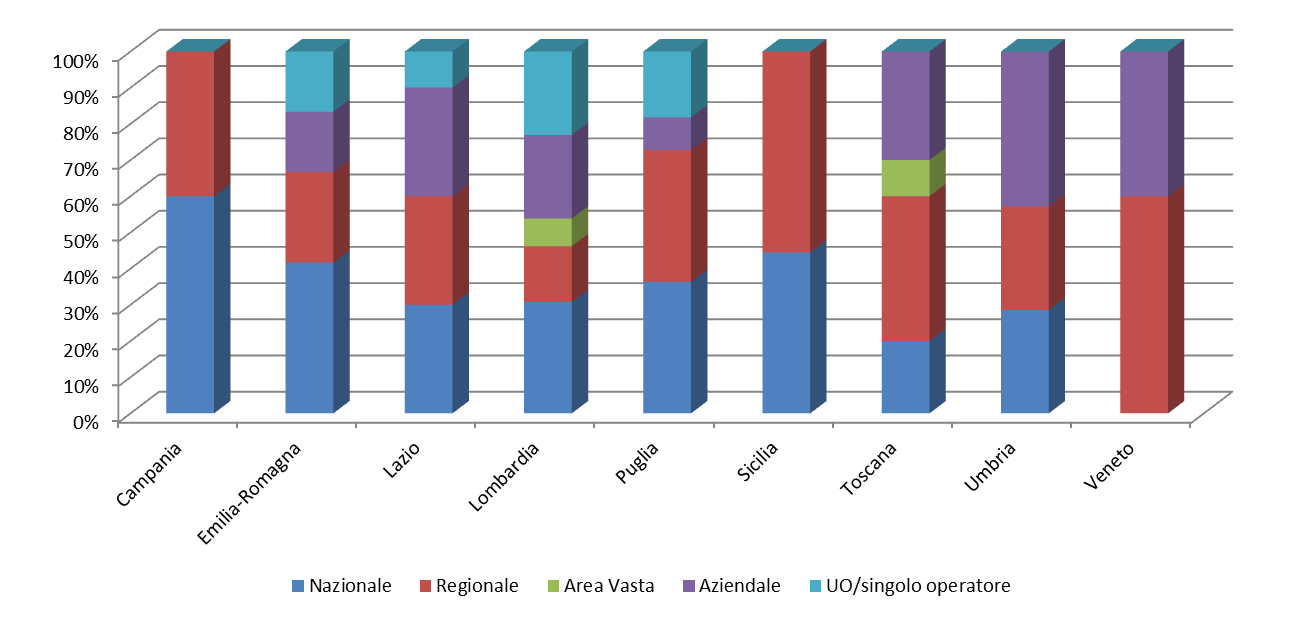 100%
90%
80%
70%
60%
50%
40%
30%
20%
10%
0%
Campania
Emilia-Romagna
Lazio
Lombardia
Puglia
Sicilia
Toscana
Umbria
Veneto
Nazionale Regionale Area Vasta Aziendale UO/singolo operatore